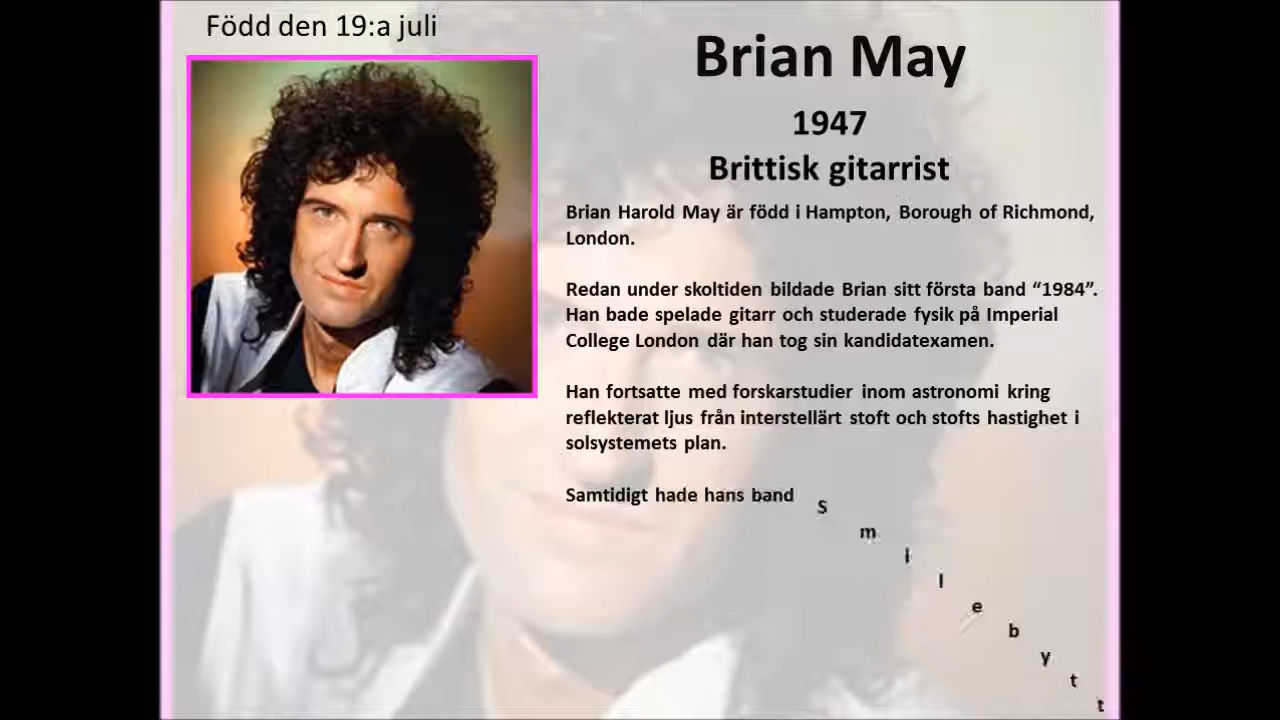 Född den 19:a juli
Brian May
1947
Brittisk gitarrist
Brian Harold May är född i Hampton, Borough of Richmond,
London.
Redan under skoltiden bildade Brian sitt första band “1984”.
Han bade spelade gitarr och studerade fysik på Imperial
College London där han tog sin kandidatexamen.
Han fortsatte med forskarstudier inom astronomi kring
reflekterat ljus från interstellärt stoft och stofts hastighet i
solsystemets plan.
Samtidigt hade hans band Smile bytt